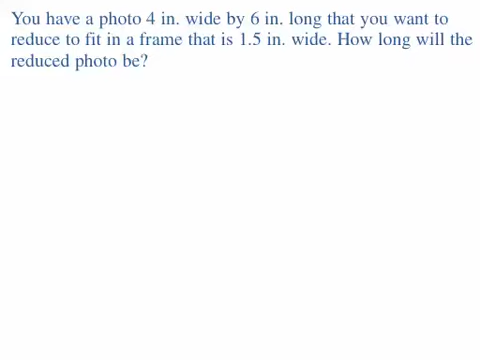 You have a photo 4 in. wide by 6 in. long that you want to
reduce to fit in a frame that is 1.5 in. wide. How long will the
reduced photo be?